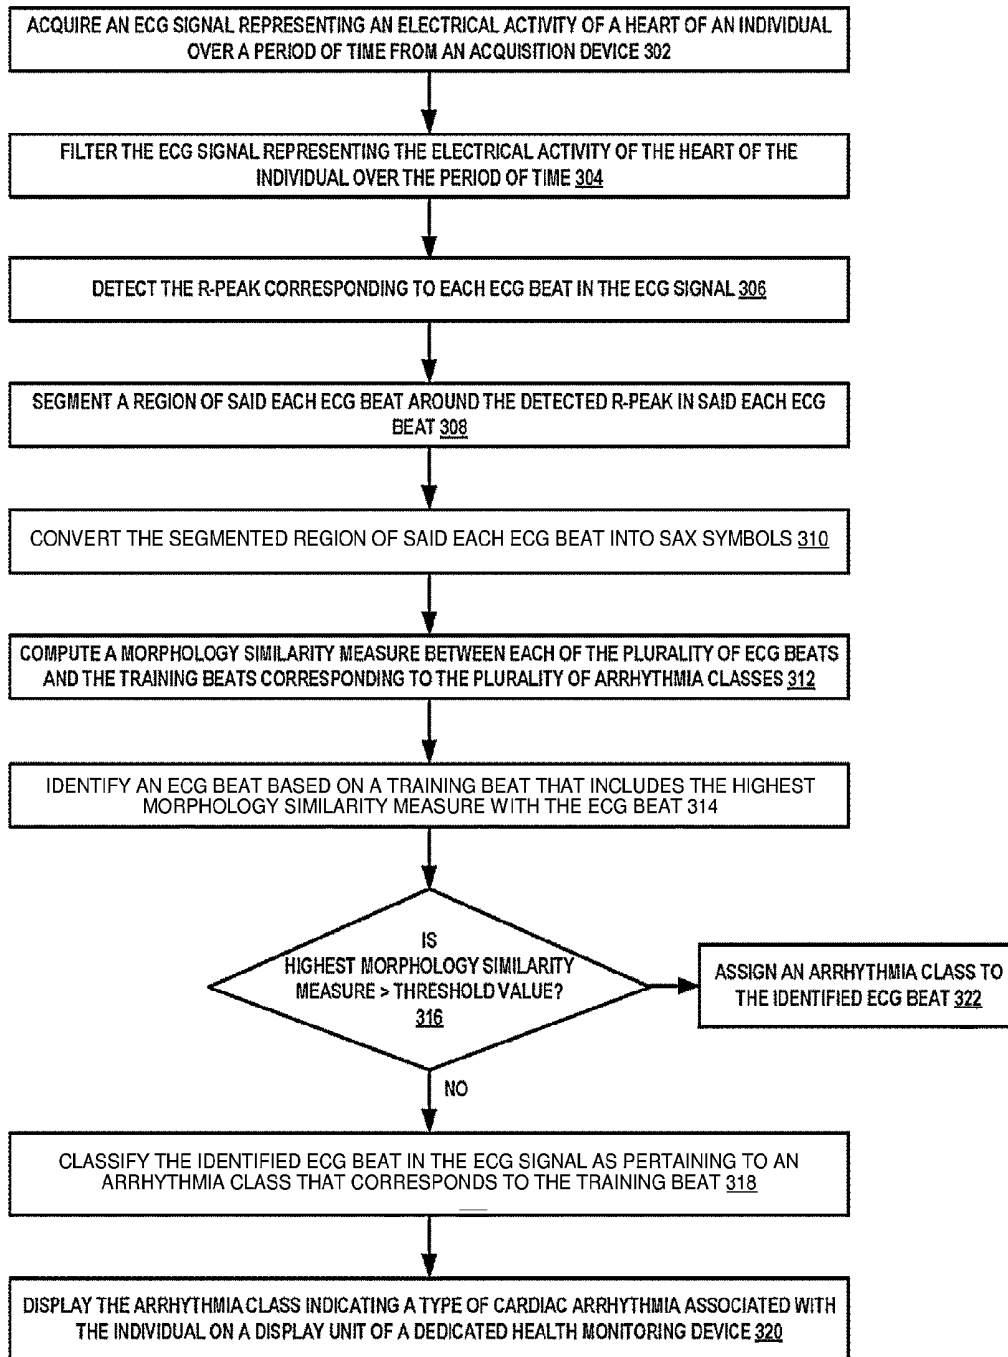 ACQUIRE AN ECG SIGNAL REPRESENTING AN ELECTRICAL ACTIVITY OF A HEART OF AN INDIVIDUAL
OVER A PERIOD OF TIME FROM AN ACQUISITION DEVICE 302
FILTER THE ECG SIGNAL REPRESENTING THE ELECTRICAL ACTIVITY OF THE HEART OF THE
INDIVIDUAL OVER THE PERIOD OF TIME 304
DETECT THE R-PEAK CORRESPONDING TO EACH ECG BEAT IN THE ECG SIGNAL 306
SEGMENT A REGION OF SAID EACH ECG BEAT AROUND THE DETECTED R-PEAK IN SAID EACH ECG
BEAT 308
CONVERT THE SEGMENTED REGION OF SAID EACH ECG BEAT INTO SAX SYMBOLS 310
COMPUTE A MORPHOLOGY SIMILARITY MEASURE BETWEEN EACH OF THE PLURALITY OF ECG BEATS
AND THE TRAINING BEATS CORRESPONDING TO THE PLURALITY OF ARRHYTHMIA CLASSES 312
IDENTIFY AN ECG BEAT BASED ON A TRAINING BEAT THAT INCLUDES THE HIGHEST
MORPHOLOGY SIMILARITY MEASURE WITH THE ECG BEAT 314
IS
HIGHEST MORPHOLOGY SIMILARITY
MEASURE > THRESHOLD VALUE?
316
ASSIGN AN ARRHYTHMIA CLASS TO
THE IDENTIFIED ECG BEAT 322
NO
CLASSIFY THE IDENTIFIED ECG BEAT IN THE ECG SIGNAL AS PERTAINING TO AN
ARRHYTHMIA CLASS THAT CORRESPONDS TO THE TRAINING BEAT 318
DISPLAY THE ARRHYTHMIA CLASS INDICATING A TYPE OF CARDIAC ARRHYTHMIA ASSOCIATED WITH
THE INDIVIDUAL ON A DISPLAY UNIT OF A DEDICATED HEALTH MONITORING DEVICE 320